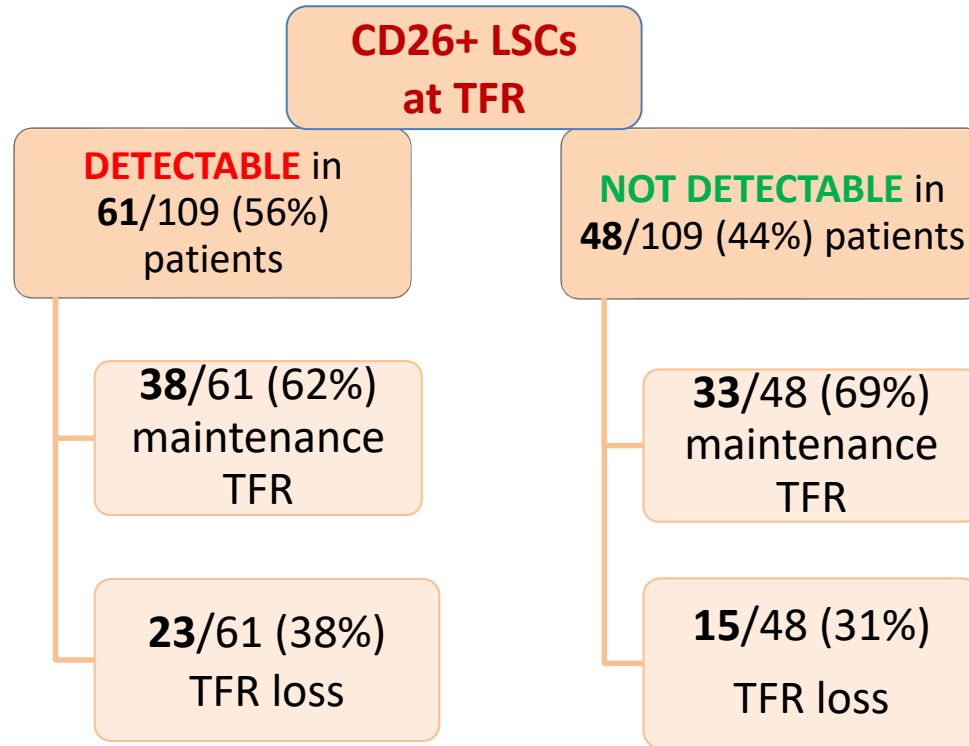 CD26+ LSCs
at TFR
DETECTABLE in
61/109 (56%)
patients
38/61 (62%)
maintenance
TFR
23/61 (38%)
TFR loss
NOT DETECTABLE in
48/109 (44%) patients
33/48 (69%)
maintenance
TFR
15/48 (31%)
TFR loss